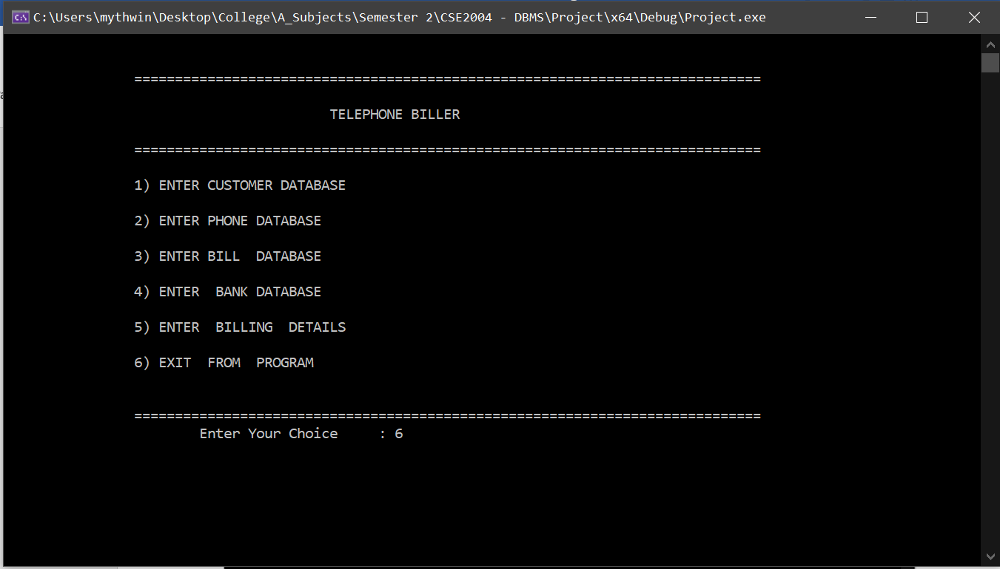 C:\Users\mythwin\Desktop\College\A_Subjects\Semester 2\CSE2004 - DBMS\Project\x64\Debug\Project.exe
=============================================================================
TELEPHONE BILLER
=============================================================================
1) ENTER CUSTOMER DATABASE
2) ENTER PHONE DATABASE
3) ENTER BILL  DATABASE
4) ENTER  BANK DATABASE
5) ENTER  BILLING  DETAILS
6) EXIT  FROM  PROGRAM
=============================================================================
Enter Your Choice     : 6